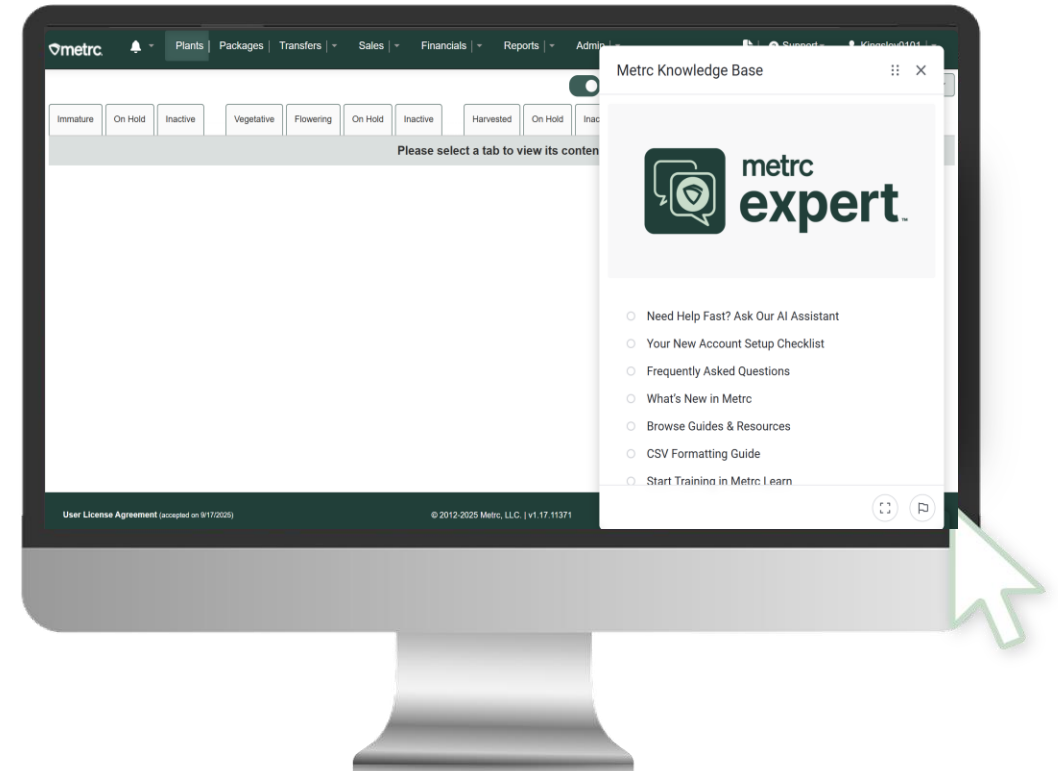 metrc Plants | Packages | Transfers | Sales | Financials | Reports | Admin | Support Kingsley0101
Metrc Knowledge Base
Immature On Hold Inactive Vegetative Flowering On Hold Inactive Harvested On Hold
Please select a tab to view its
metrc
expert™
Need Help Fast? Ask Our AI Assistant
Your New Account Setup Checklist
Frequently Asked Questions
What's New in Metrc
Browse Guides & Resources
CSV Formatting Guide
Start Training in Metrc Learn
User License Agreement (accepted on 9/17/2025) © 2012-2025 Metrc, LLC. | v1.17.11371